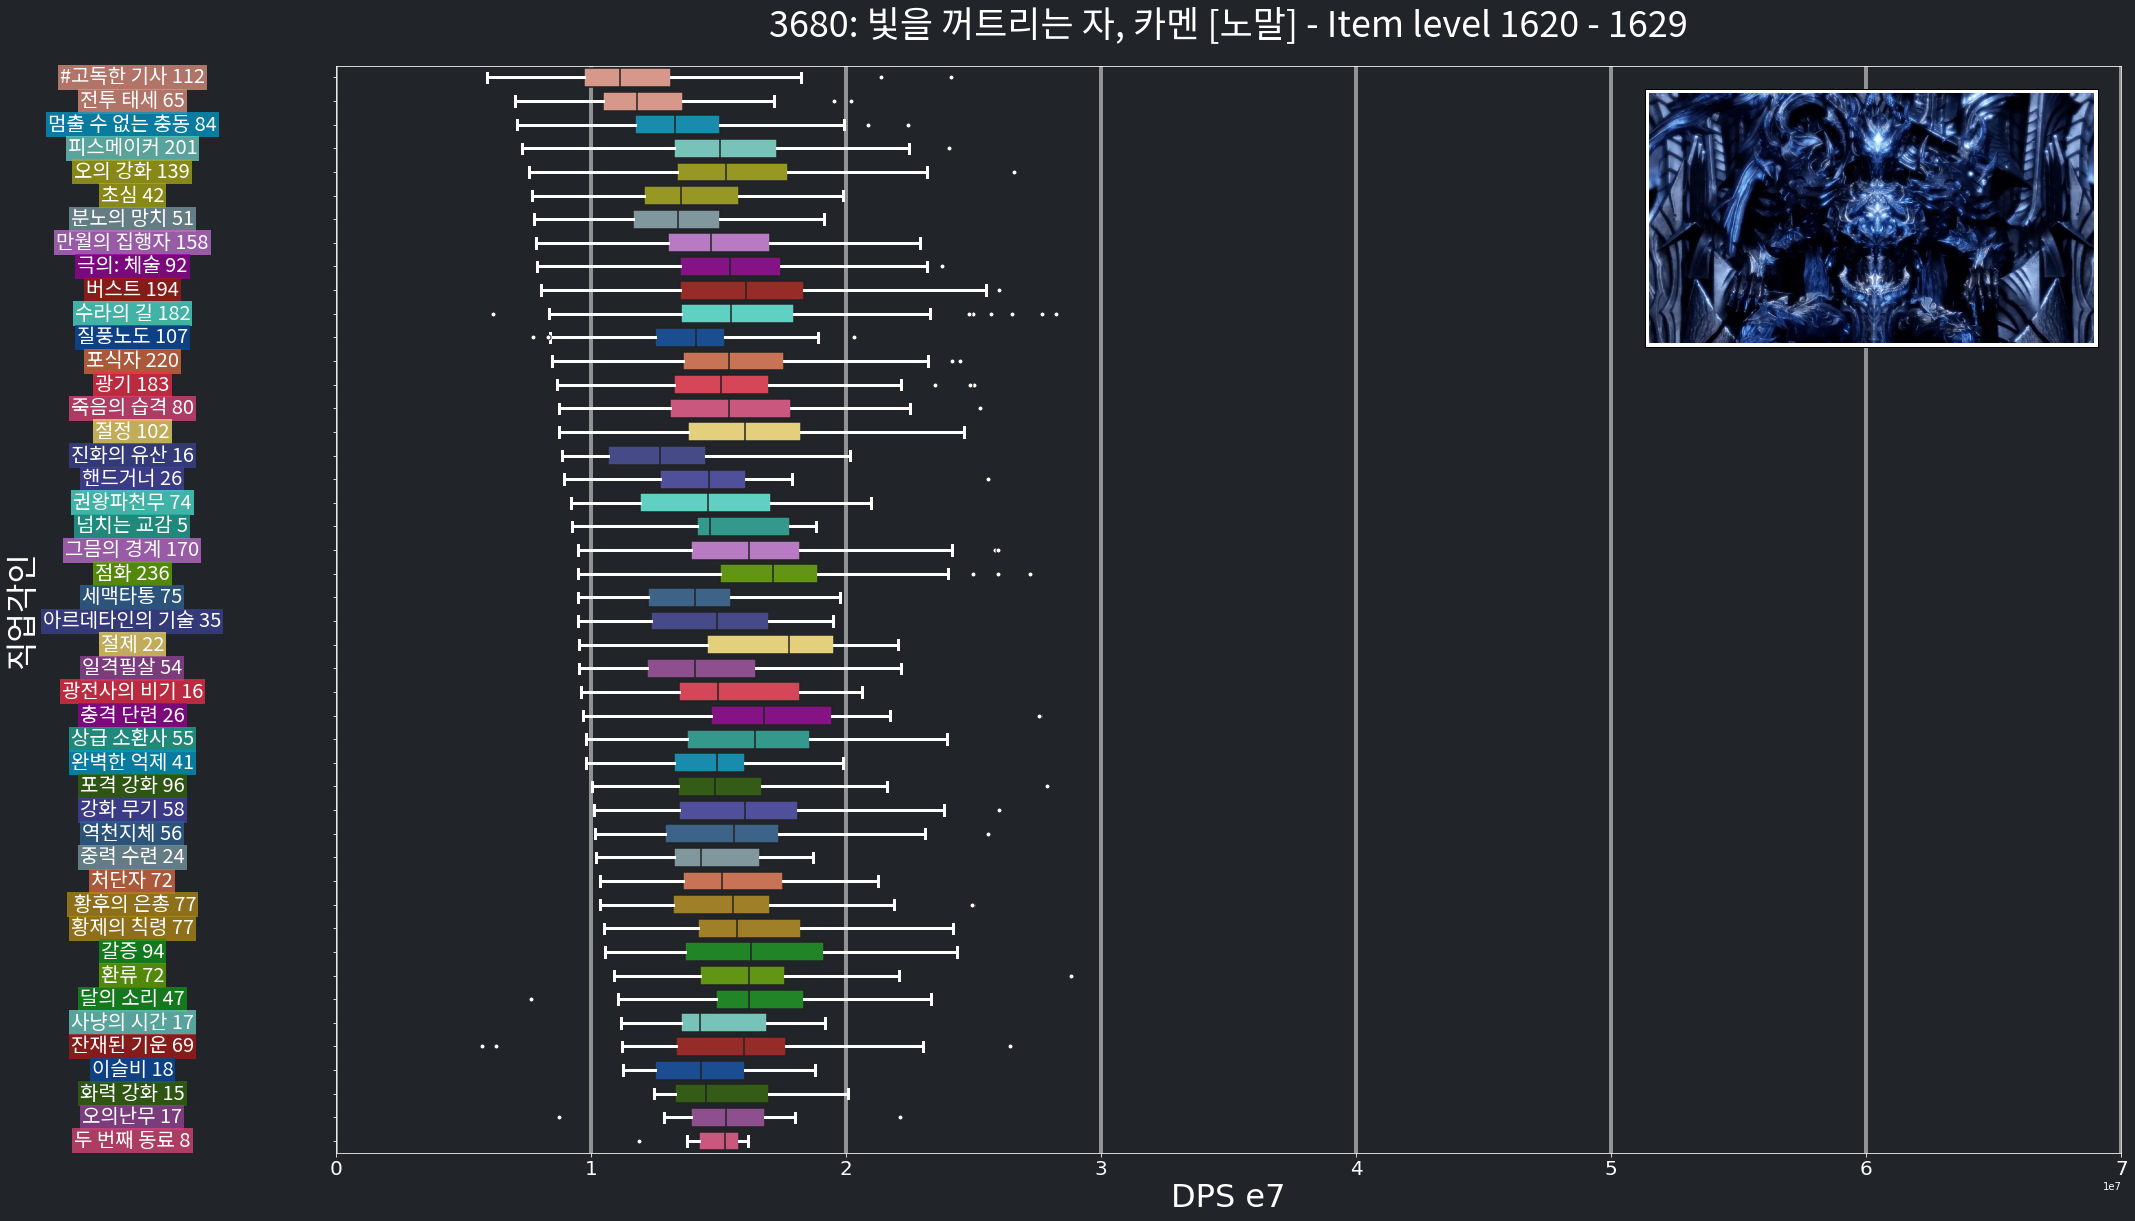 3680: 빛을 꺼트리는 자, 카멘 [노말] - Item level 1620 - 1629
#고독한 기사 112
전투 태세 65
멈출 수 없는 충동 84
피스메이커 201
오의 강화 139
초심 42
분노의 망치 51
만월의 집행자 158
극의: 체술 92
버스트 194
수라의 길 182
질풍노도 107
포식자 220
광기 183
죽음의 습격 80
절정 102
진화의 유산 16
핸드거너 26
권왕파천무 74
넘치는 교감 5
그믐의 경계 170
점화 236
세맥타통 75
아르데타인의 기술 35
절제 22
일격필살 54
광전사의 비기 16
충격 단련 26
상급 소환사 55
완벽한 억제 41
포격 강화 96
강화 무기 58
역천지체 56
중력 수련 24
처단자 72
황후의 은총 77
황제의 칙령 77
갈증 94
환류 72
달의 소리 47
사냥의 시간 17
잔재된 기운 69
이슬비 18
화력 강화 15
오의난무 17
두 번째 동료 8
직업각인
0 1 2 3 4 5 6 7
1e7
DPS e7